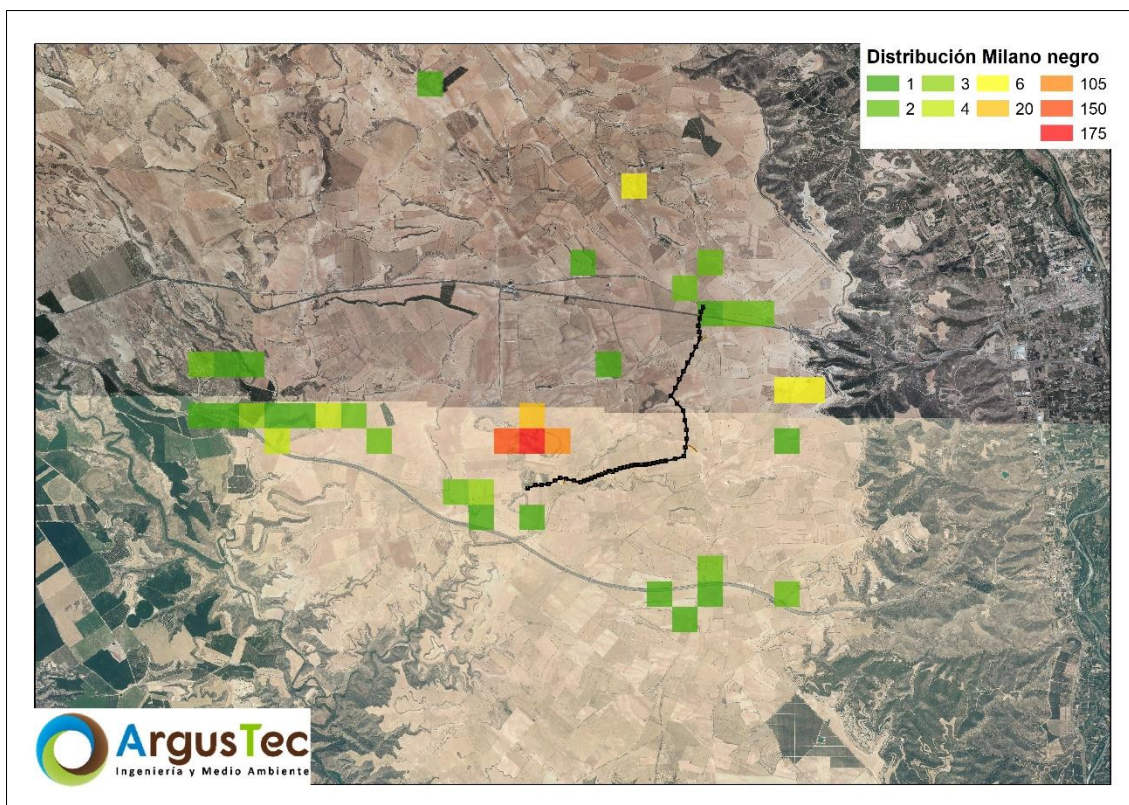 Distribución Milano negro
1 3 6 105
2 4 20 150
175
ArgusTec
Ingeniería y Medio Ambiente